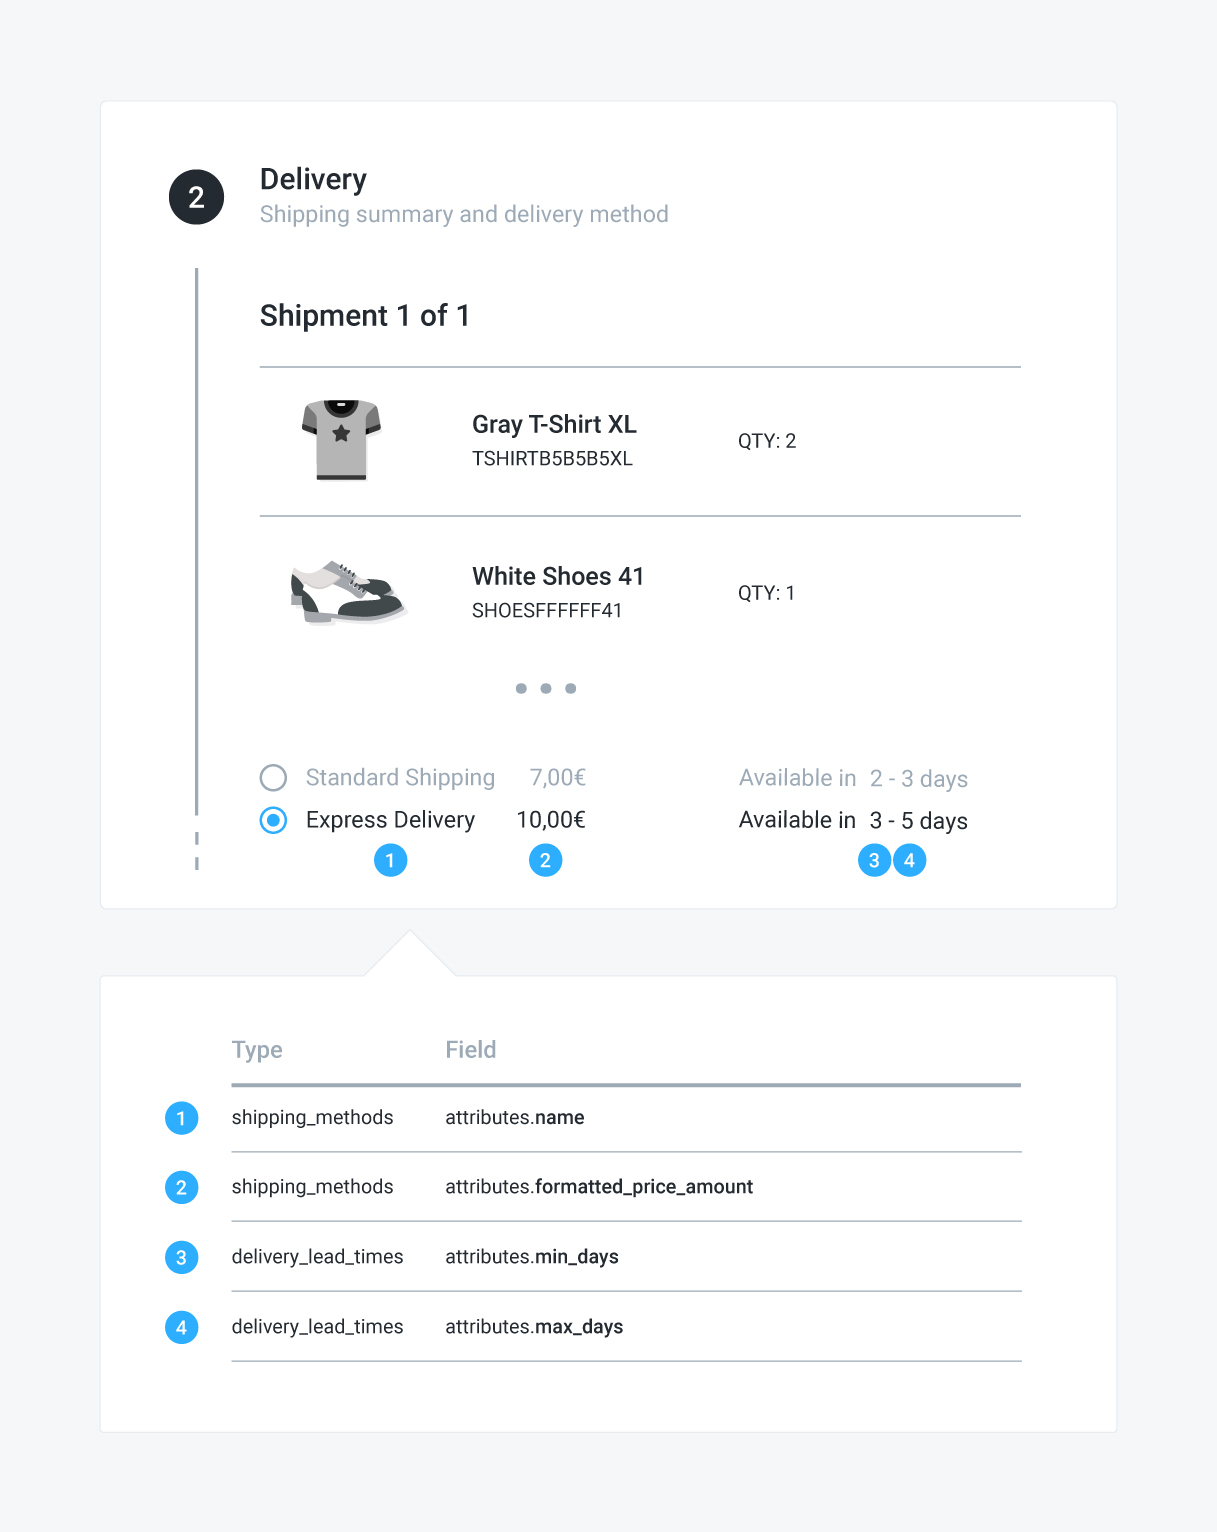 2
Delivery
Shipping summary and delivery method
Shipment 1 of 1
Gray T-Shirt XL
TSHIRTB5B5B5XL
QTY: 2
White Shoes 41
SHOESFFFFFF41
QTY: 1
Standard Shipping 7,00€ Available in 2 - 3 days
Express Delivery 10,00€ Available in 3 - 5 days
1 2 3 4
Type Field
1 shipping_methods attributes.name
2 shipping_methods attributes.formatted_price_amount
3 delivery_lead_times attributes.min_days
4 delivery_lead_times attributes.max_days